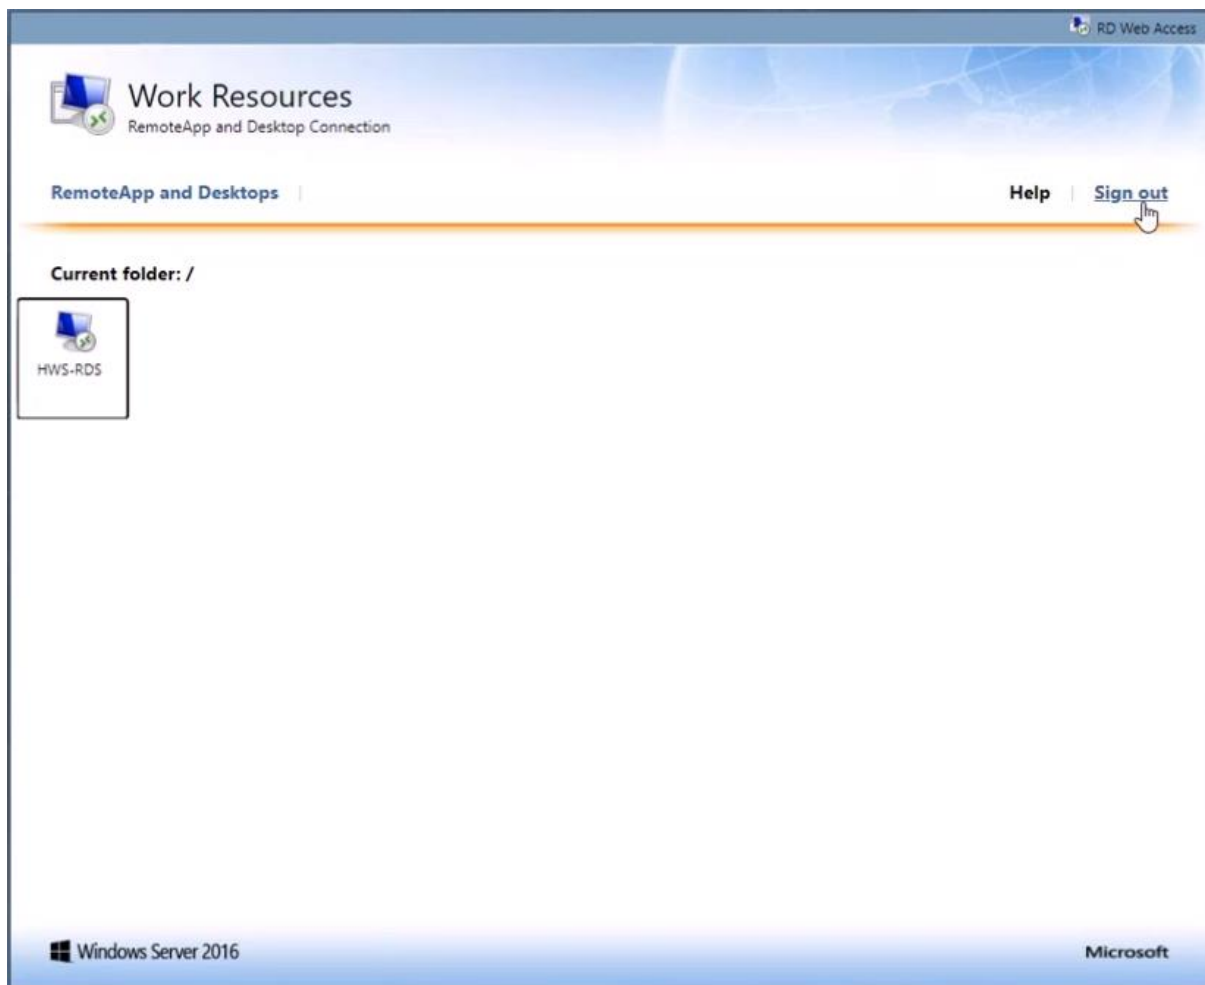 RD Web Access
Work Resources
RemoteApp and Desktop Connection
RemoteApp and Desktops
Help
Sign out
Current folder: /
HWS-RDS
Windows Server 2016
Microsoft